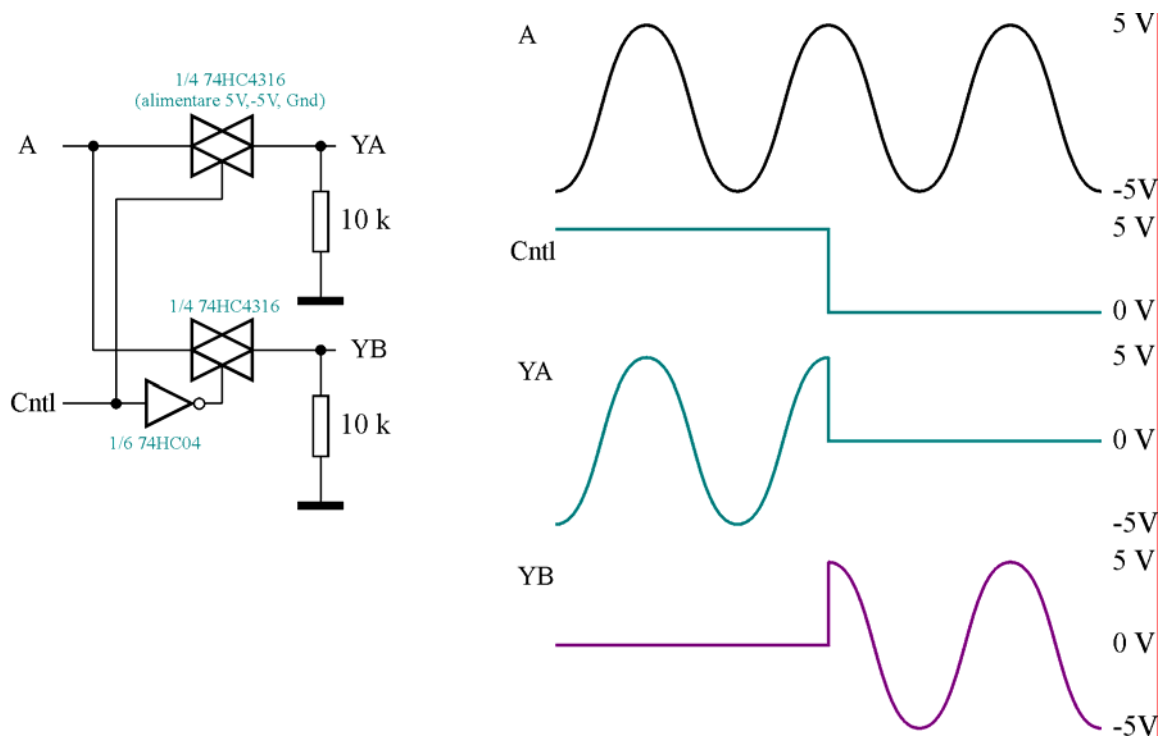 1/4 74HC4316
(alimentare 5V,-5V, Gnd)
A
YA
10 k
1/4 74HC4316
YB
Cntl
10 k
1/6 74HC04
A
5 V
-5V
Cntl
5 V
0 V
YA
5 V
0 V
-5V
YB
5 V
0 V
-5V